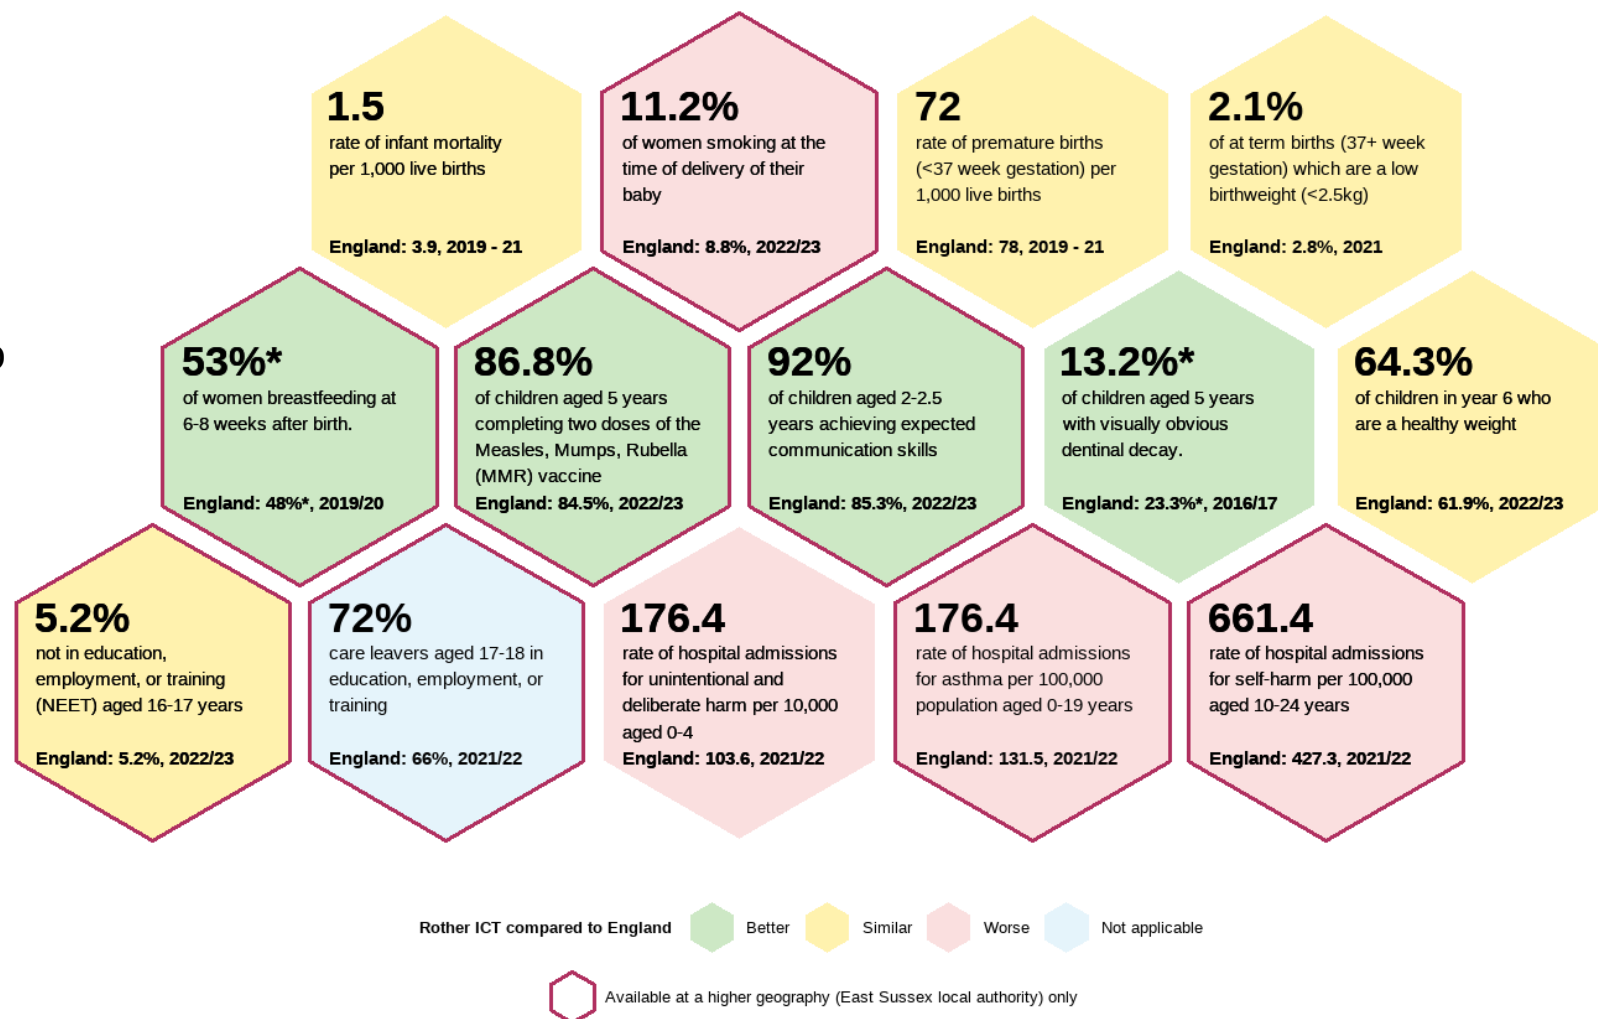 1.5
rate of infant mortality
per 1,000 live births
England: 3.9, 2019 - 21
11.2%
of women smoking at the
time of delivery of their
baby
England: 8.8%, 2022/23
72
rate of premature births
(<37 week gestation) per
1,000 live births
England: 78, 2019 - 21
2.1%
of at term births (37+ week
gestation) which are a low
birthweight (<2.5kg)
England: 2.8%, 2021
53%*
of women breastfeeding at
6-8 weeks after birth.
England: 48%*, 2019/20
86.8%
of children aged 5 years
completing two doses of the
Measles, Mumps, Rubella
(MMR) vaccine
England: 84.5%, 2022/23
92%
of children aged 2-2.5
years achieving expected
communication skills
England: 85.3%, 2022/23
13.2%*
of children aged 5 years
with visually obvious
dentinal decay.
England: 23.3%*, 2016/17
64.3%
of children in year 6 who
are a healthy weight
England: 61.9%, 2022/23
5.2%
not in education,
employment, or training
(NEET) aged 16-17 years
England: 5.2%, 2022/23
72%
care leavers aged 17-18 in
education, employment, or
training
England: 66%, 2021/22
176.4
rate of hospital admissions
for unintentional and
deliberate harm per 10,000
aged 0-4
England: 103.6, 2021/22
176.4
rate of hospital admissions
for asthma per 100,000
population aged 0-19 years
England: 131.5, 2021/22
661.4
rate of hospital admissions
for self-harm per 100,000
aged 10-24 years
England: 427.3, 2021/22
Rother ICT compared to England Better Similar Worse Not applicable
Available at a higher geography (East Sussex local authority) only